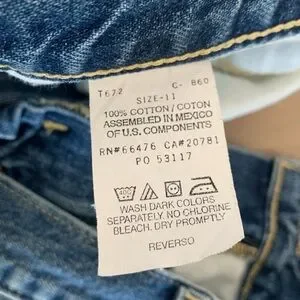 T672 C- 860
SIZE-11
100% COTTON/COTON
ASSEMBLED IN MEXICO
OF U.S. COMPONENTS
RN#66476 CA#20781
PO 53117
WASH DARK COLORS
SEPARATELY. NO CHLORINE
BLEACH. DRY PROMPTLY
REVERSO